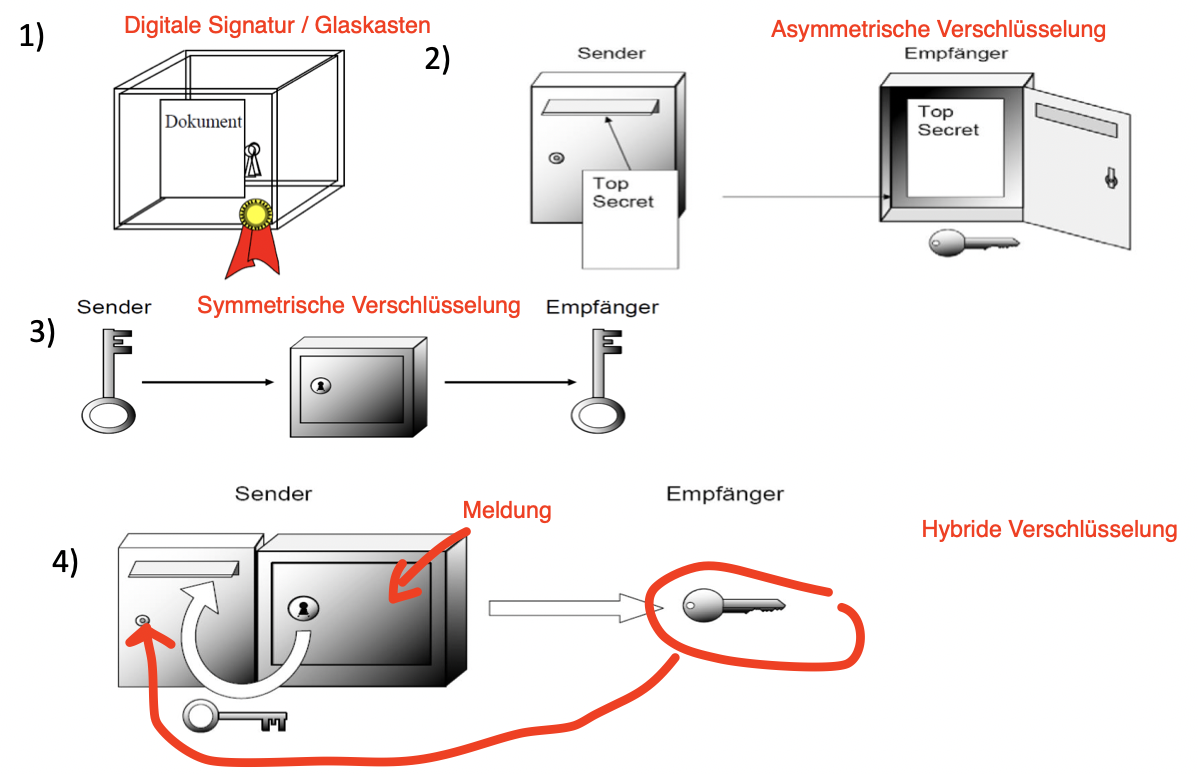 1)
Digitale Signatur / Glaskasten
Dokument
2)
Sender
Asymmetrische Verschlüsselung
Empfänger
Top
Secret
Top
Secret
3)
Sender
Symmetrische Verschlüsselung
Empfänger
4)
Sender
Meldung
Empfänger
Hybride Verschlüsselung